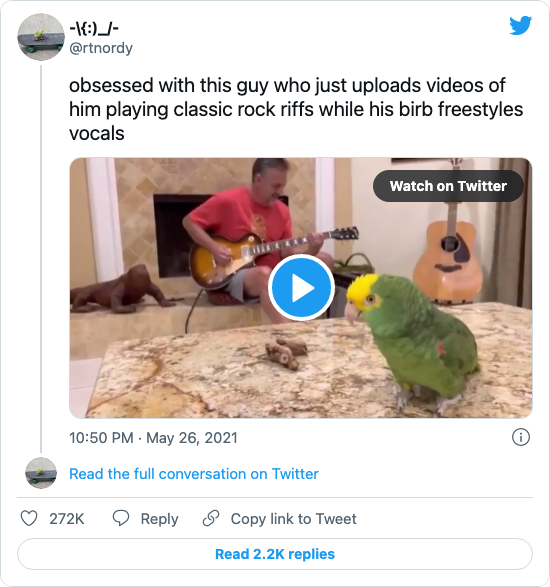 -\{:)_/-
@rtnordy
obsessed with this guy who just uploads videos of
him playing classic rock riffs while his birb freestyles
vocals
Watch on Twitter
10:50 PM · May 26, 2021
Read the full conversation on Twitter
272K Reply Copy link to Tweet
Read 2.2K replies